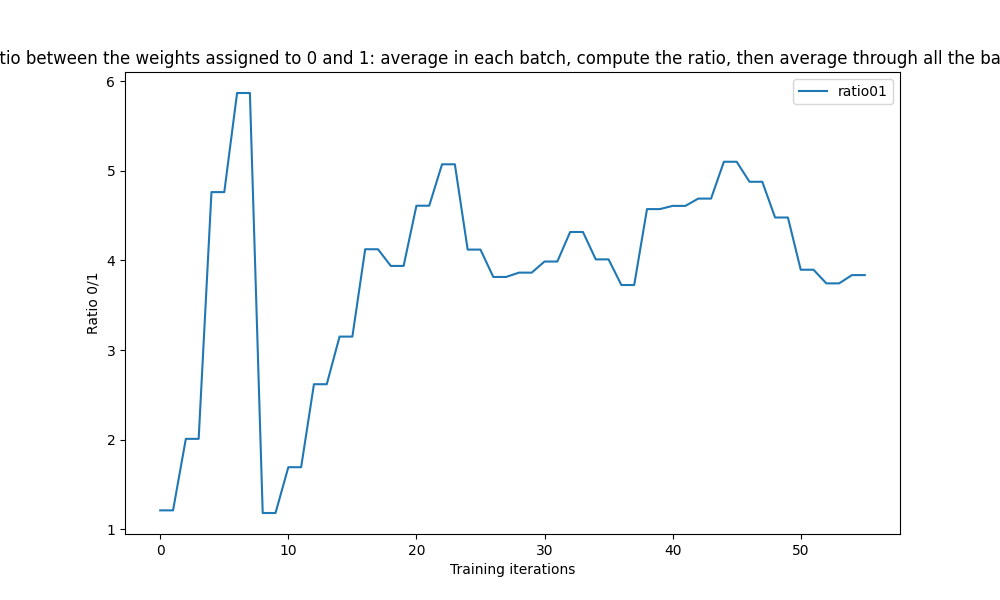 tio between the weights assigned to 0 and 1: average in each batch, compute the ratio, then average through all the ba
6
ratio01
5
4
Ratio 0/1
3
2
1
0 10 20 30 40 50
Training iterations